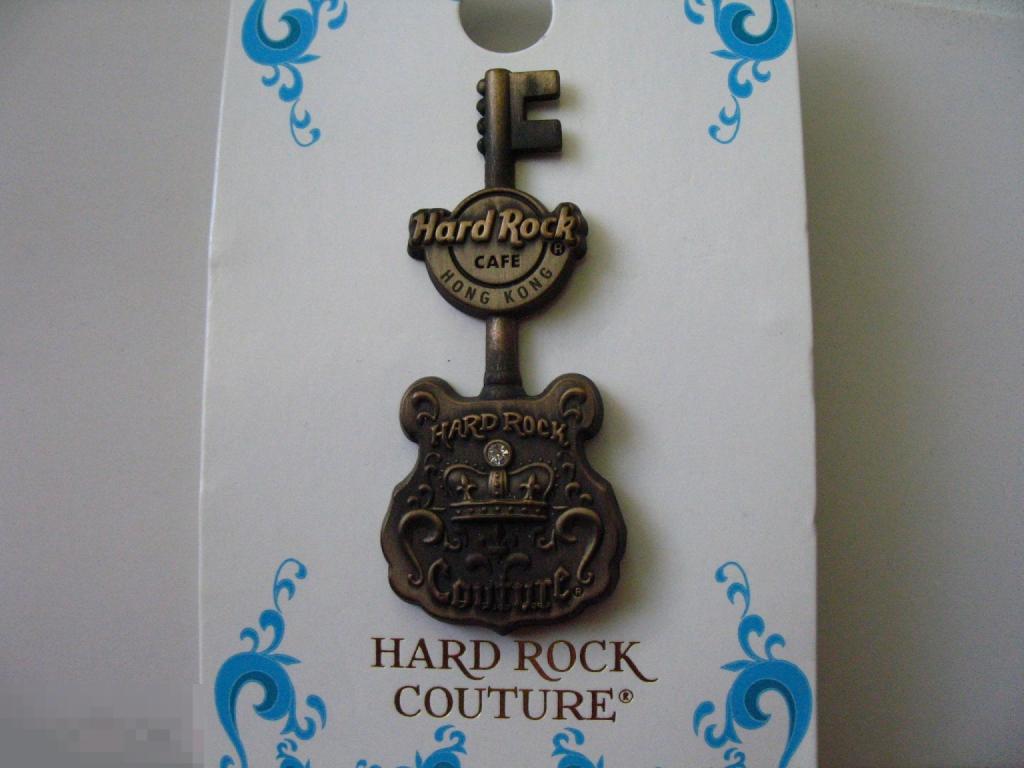 Hard Rock ®
CAFE
HONG KONG
HARD ROCK
Couture ®
HARD ROCK
COUTURE®